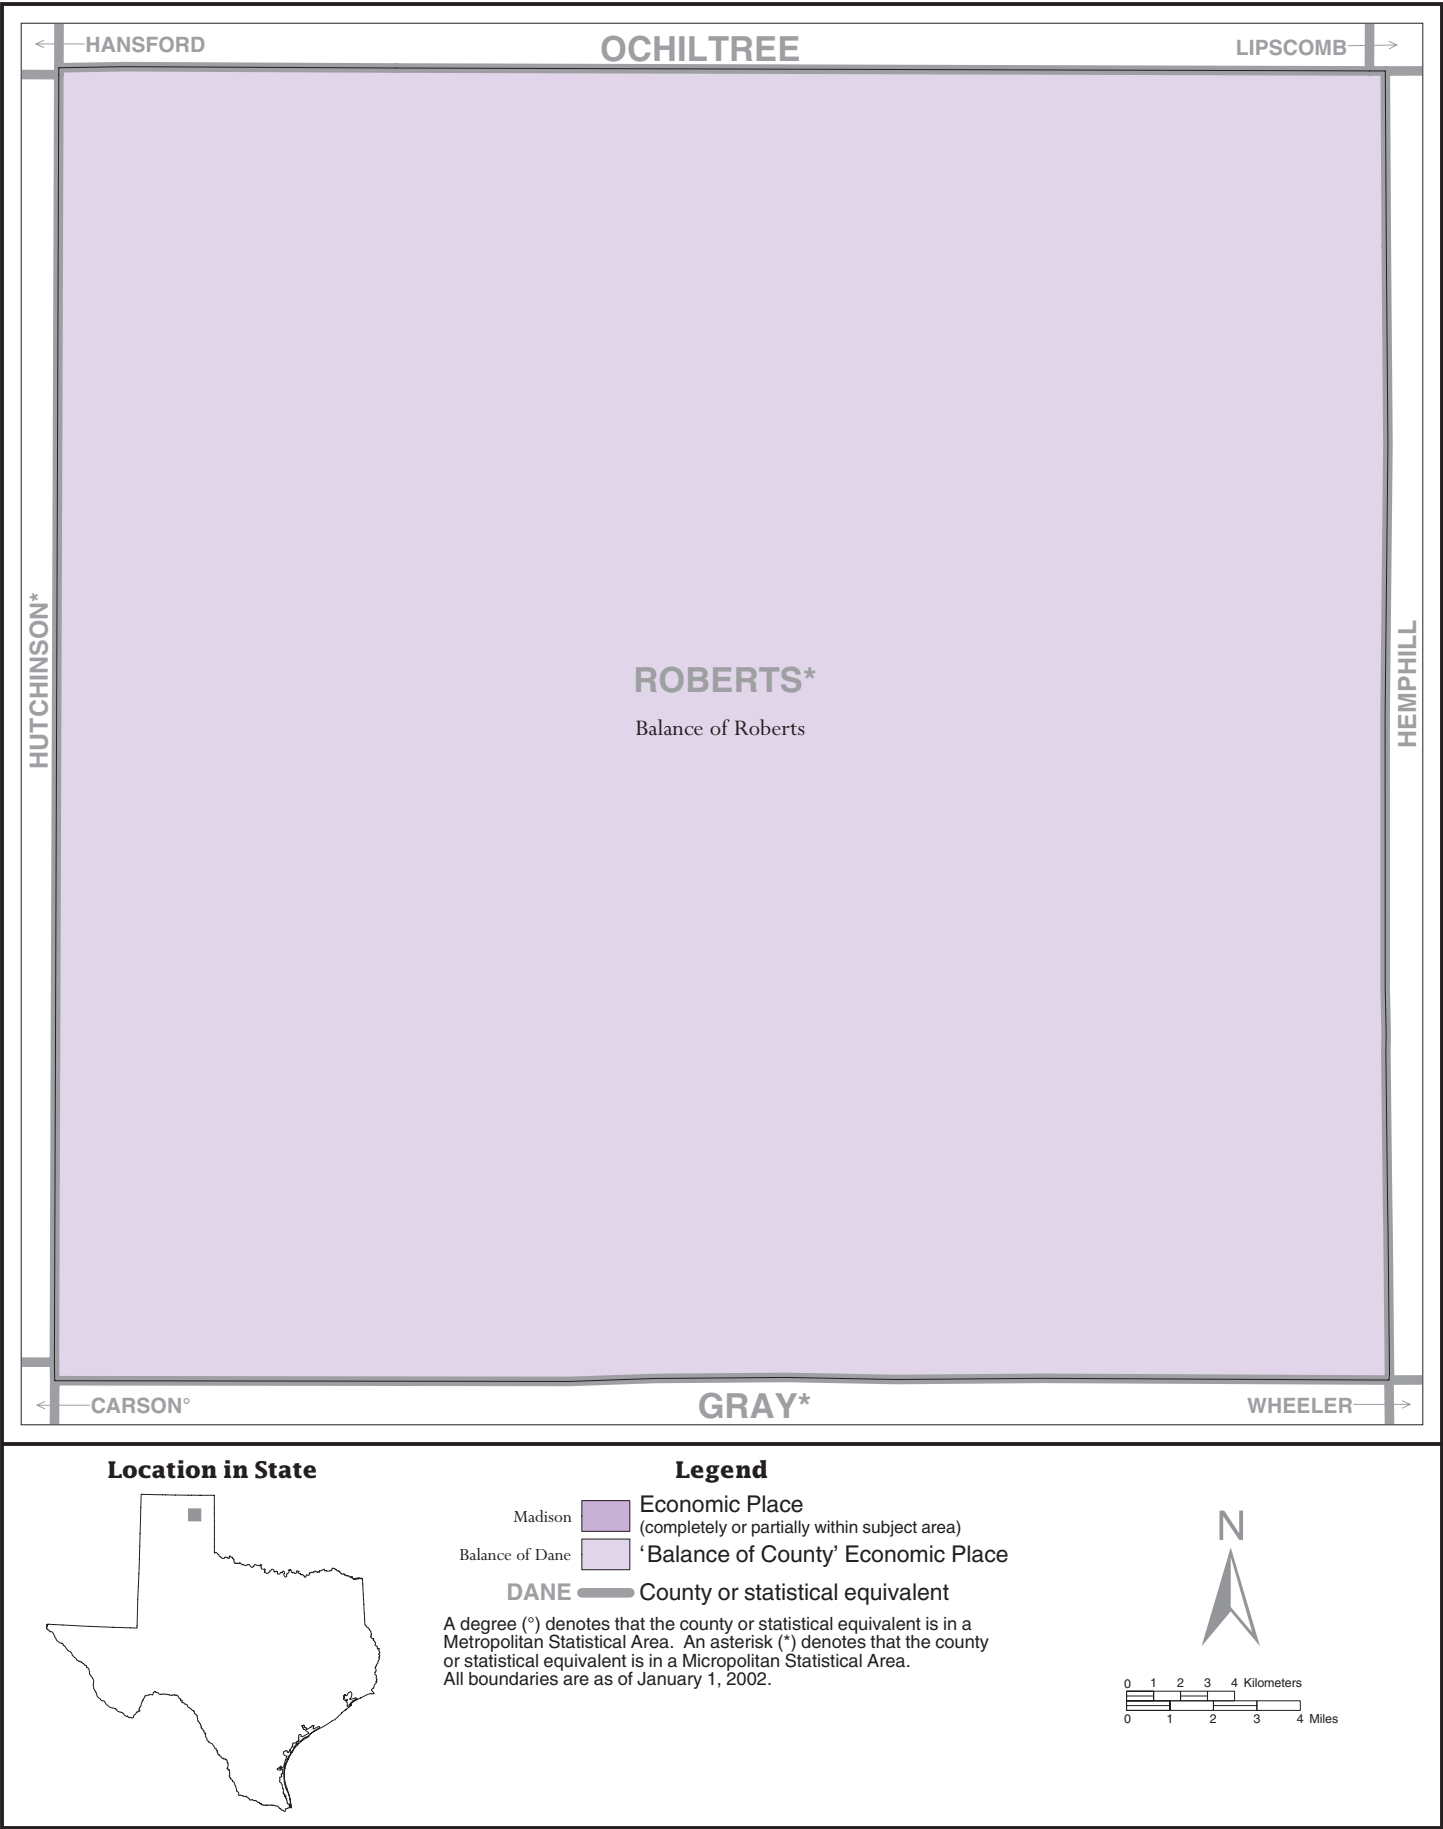 HANSFORD
OCHILTREE
LIPSCOMB
HUTCHINSON*
ROBERTS*
Balance of Roberts
HEMPHILL
CARSON°
GRAY*
WHEELER
Location in State
Legend
Madison
Economic Place
(completely or partially within subject area)
Balance of Dane
‘Balance of County’ Economic Place
DANE
County or statistical equivalent
A degree (°) denotes that the county or statistical equivalent is in a
Metropolitan Statistical Area. An asterisk (*) denotes that the county
or statistical equivalent is in a Micropolitan Statistical Area.
All boundaries are as of January 1, 2002.
N
0 1 2 3 4 Kilometers
0 1 2 3 4 Miles